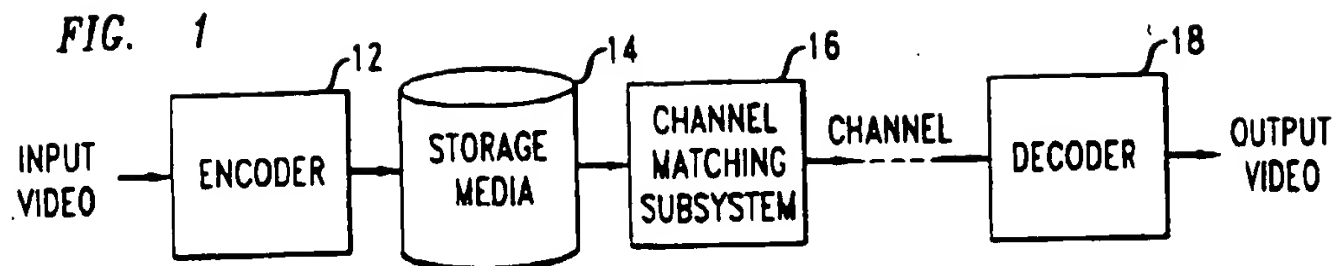 FIG. 1
12
14
16
18
INPUT
VIDEO
ENCODER
STORAGE
MEDIA
CHANNEL
MATCHING
SUBSYSTEM
CHANNEL
DECODER
OUTPUT
VIDEO